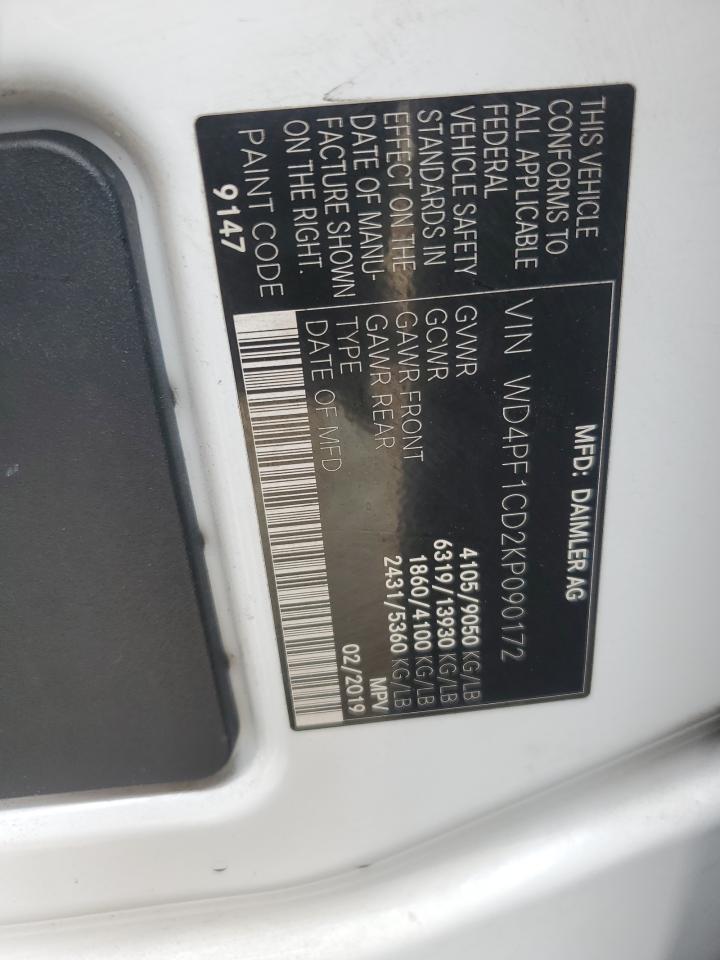 MFD: DAIMLER AG
THIS VEHICLE
CONFORMS TO
ALL APPLICABLE
FEDERAL
VEHICLE SAFETY
STANDARDS IN
EFFECT ON THE
DATE OF MANU-
FACTURE SHOWN
ON THE RIGHT.
PAINT CODE
9147
VIN WD4PF1CD2KP090172
GVWR 4105/9050 KG/LB
GCWR 6319/13930 KG/LB
GAWR FRONT 1860/4100 KG/LB
GAWR REAR 2431/5360 KG/LB
TYPE MPV
DATE OF MFD 02/2019